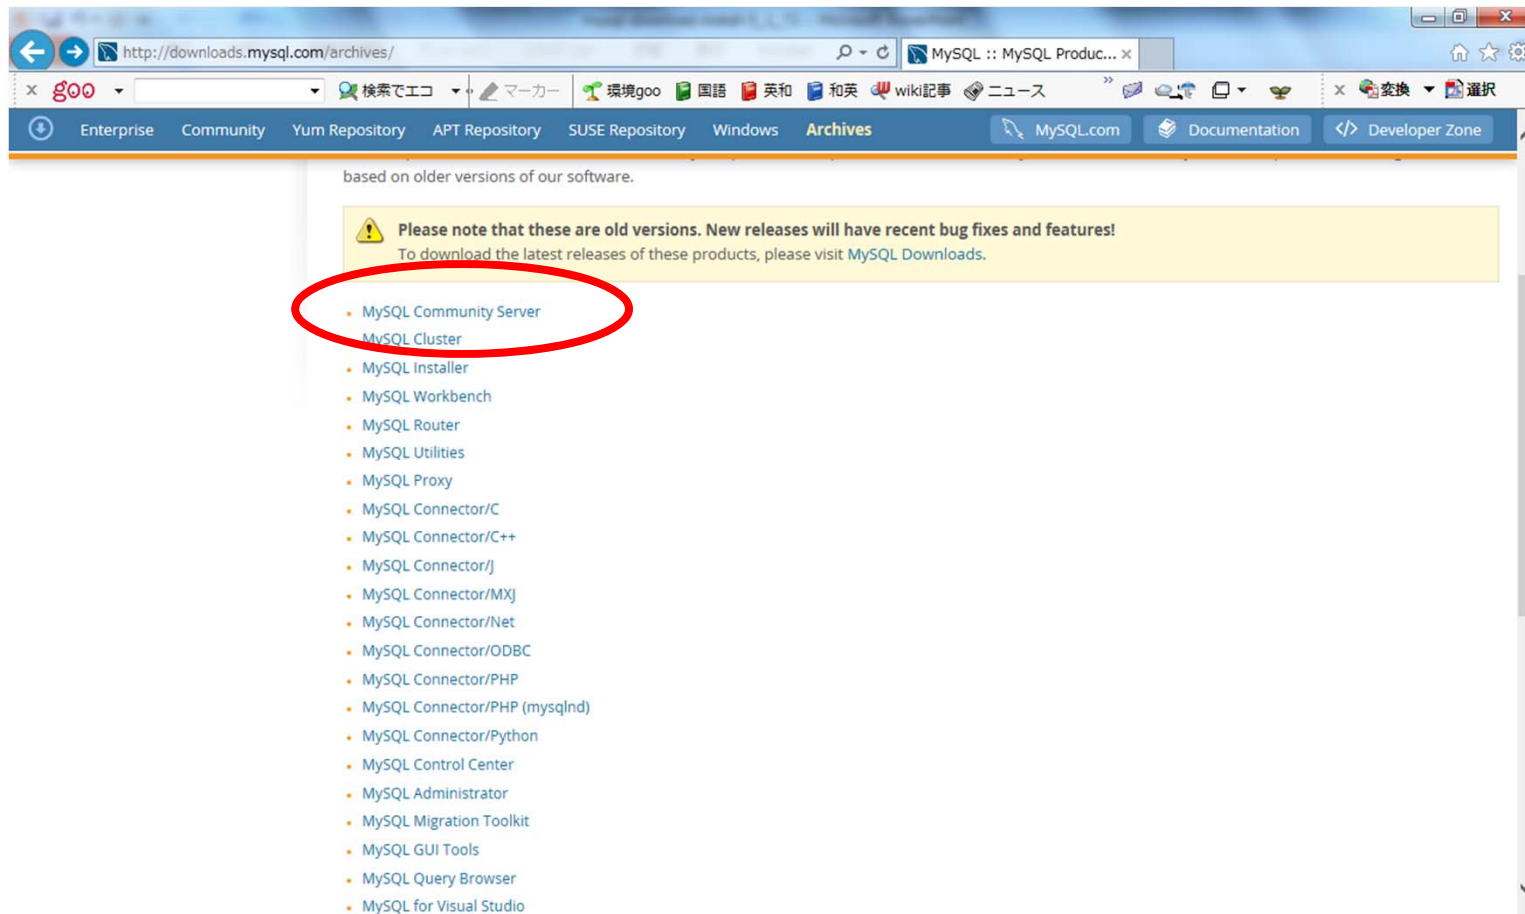 http://downloads.mysql.com/archives/
MySQL :: MySQL Produc...
goo
検索でエコ
マーカー
環境goo
国語
英和
和英
wiki記事
ニュース
変換
選択
Enterprise
Community
Yum Repository
APT Repository
SUSE Repository
Windows
Archives
MySQL.com
Documentation
Developer Zone
based on older versions of our software.
Please note that these are old versions. New releases will have recent bug fixes and features!
To download the latest releases of these products, please visit MySQL Downloads.
MySQL Community Server
MySQL Cluster
MySQL Installer
MySQL Workbench
MySQL Router
MySQL Utilities
MySQL Proxy
MySQL Connector/C
MySQL Connector/C++
MySQL Connector/J
MySQL Connector/MXJ
MySQL Connector/Net
MySQL Connector/ODBC
MySQL Connector/PHP
MySQL Connector/PHP (mysqlnd)
MySQL Connector/Python
MySQL Control Center
MySQL Administrator
MySQL Migration Toolkit
MySQL GUI Tools
MySQL Query Browser
MySQL for Visual Studio